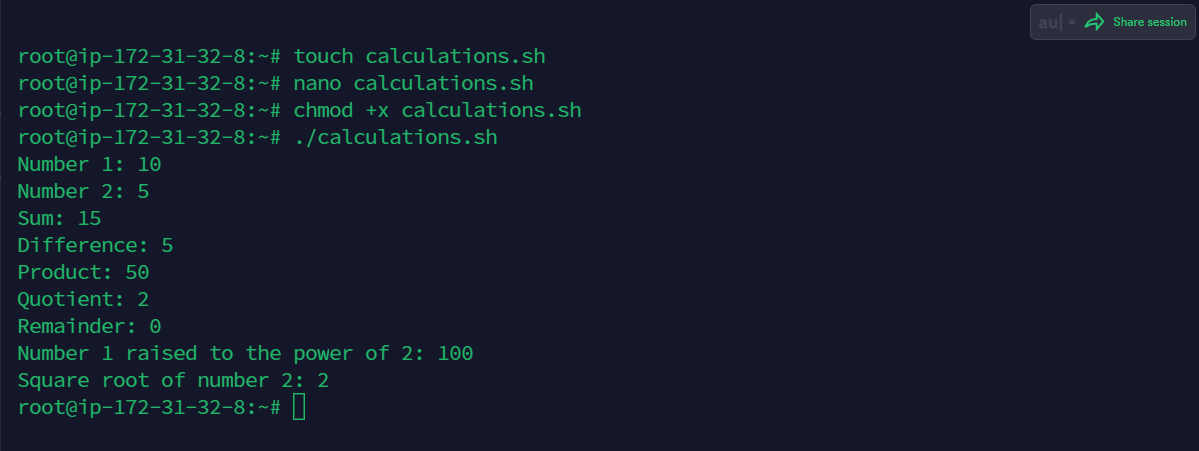 au
Share session
root@ip-172-31-32-8:~# touch calculations.sh
root@ip-172-31-32-8:~# nano calculations.sh
root@ip-172-31-32-8:~# chmod +x calculations.sh
root@ip-172-31-32-8:~# ./calculations.sh
Number 1: 10
Number 2: 5
Sum: 15
Difference: 5
Product: 50
Quotient: 2
Remainder: 0
Number 1 raised to the power of 2: 100
Square root of number 2: 2
root@ip-172-31-32-8:~#